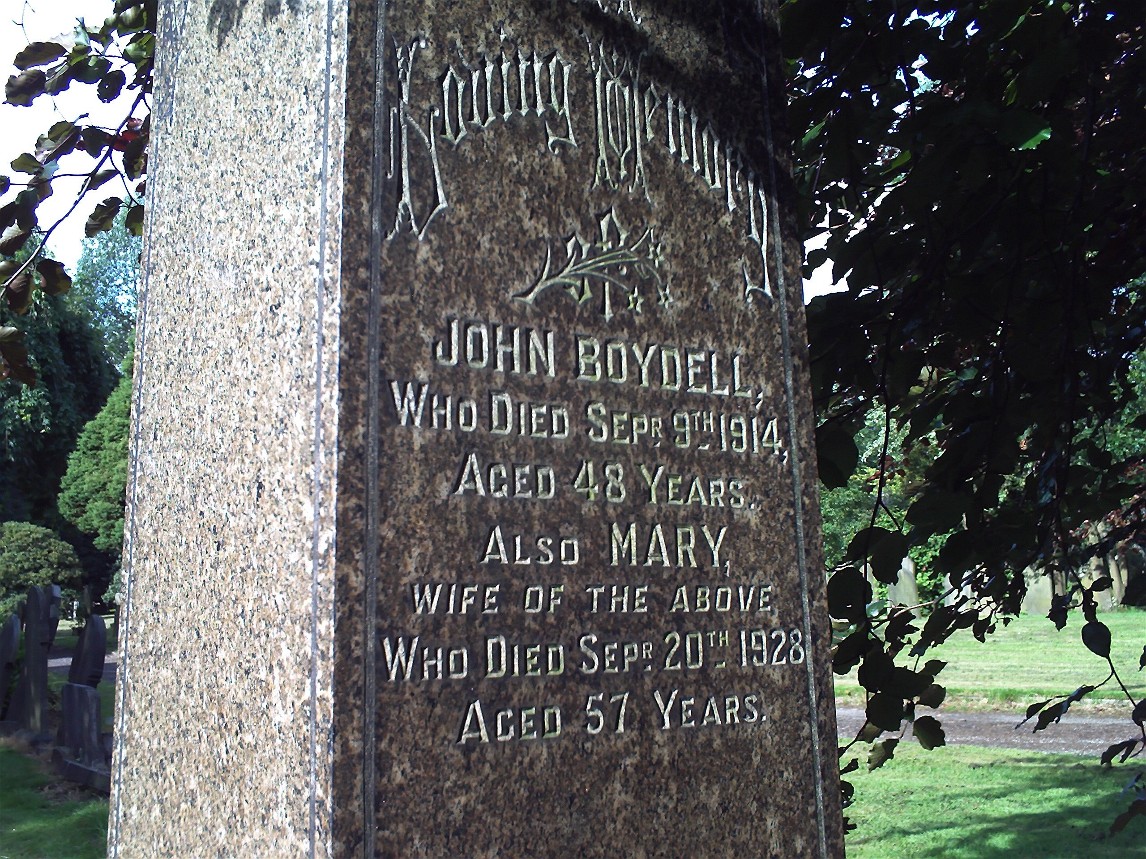 In Loving Memory
JOHN BOYDELL,
WHO DIED SEPR. 9TH 1914,
AGED 48 YEARS.
ALSO MARY,
WIFE OF THE ABOVE
WHO DIED SEPR. 20TH 1928
AGED 57 YEARS.